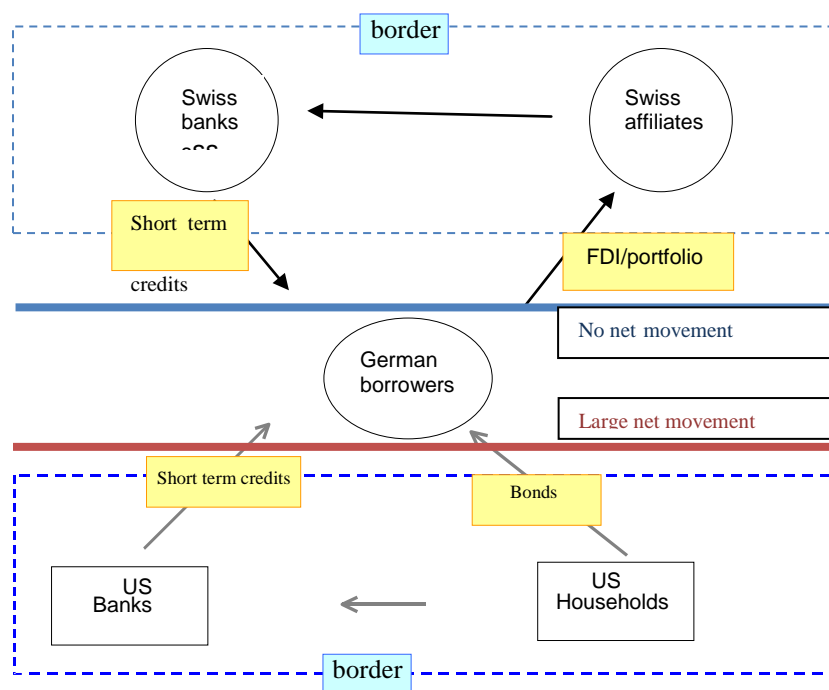 border
Swiss
banks
Swiss
affiliates
Short term
credits
FDI/portfolio
No net movement
German
borrowers
Large net movement
Short term credits
Bonds
US
Banks
US
Households
border